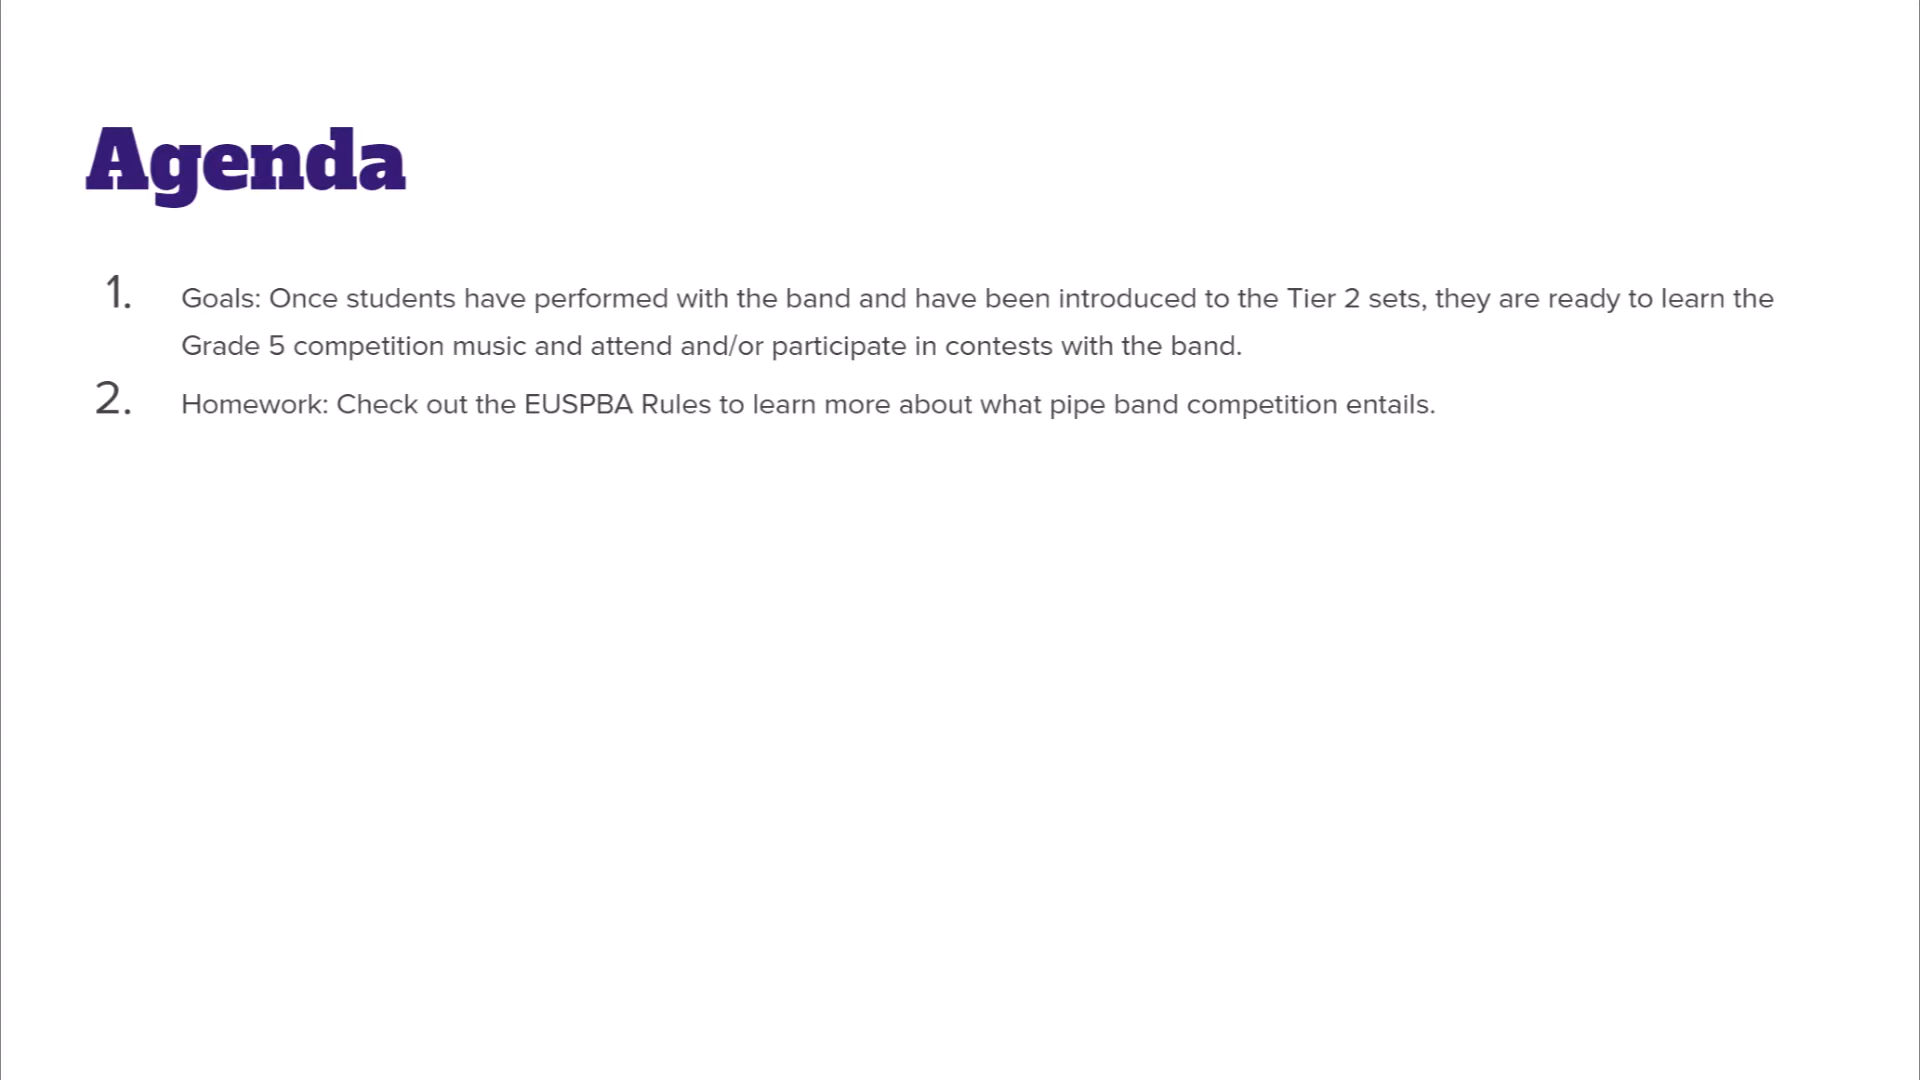 Agenda
1. Goals: Once students have performed with the band and have been introduced to the Tier 2 sets, they are ready to learn the
Grade 5 competition music and attend and/or participate in contests with the band.
2. Homework: Check out the EUSPBA Rules to learn more about what pipe band competition entails.